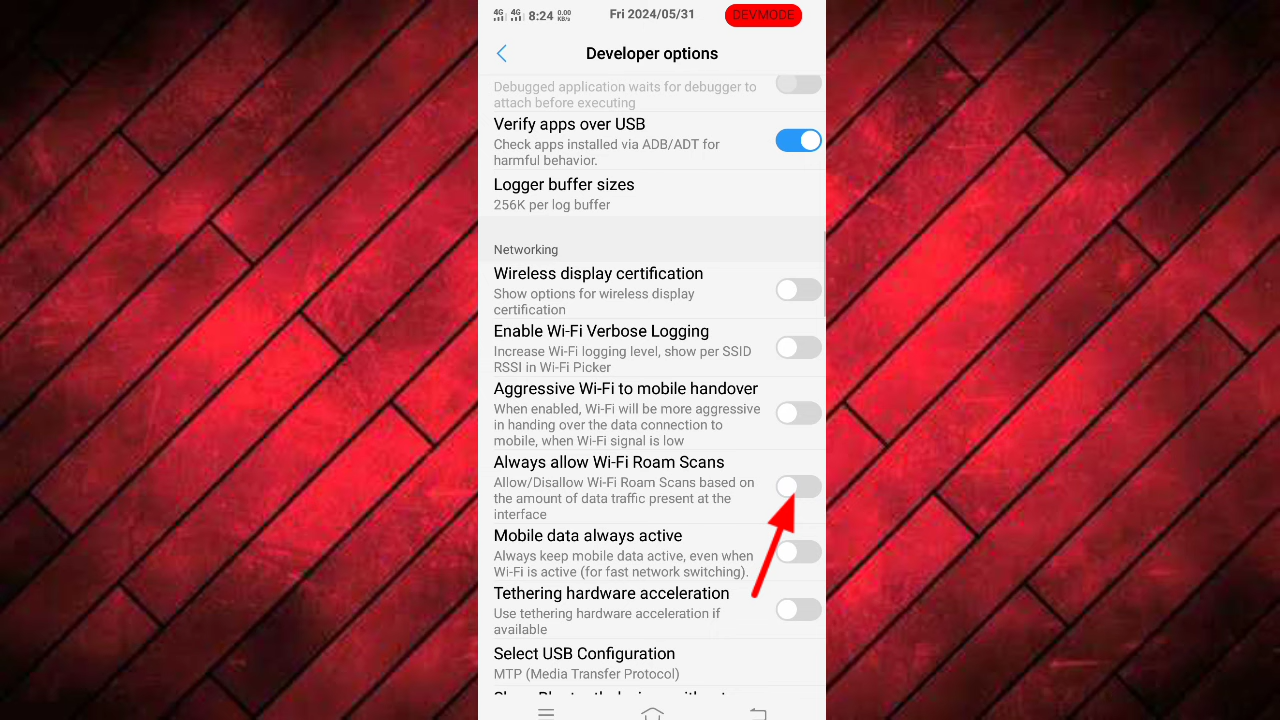 4G 4G 8:24 0.00 KB/s Fri 2024/05/31 DEVMODE
Developer options
Debugged application waits for debugger to
attach before executing
Verify apps over USB
Check apps installed via ADB/ADT for
harmful behavior.
Logger buffer sizes
256K per log buffer
Networking
Wireless display certification
Show options for wireless display
certification
Enable Wi-Fi Verbose Logging
Increase Wi-Fi logging level, show per SSID
RSSI in Wi-Fi Picker
Aggressive Wi-Fi to mobile handover
When enabled, Wi-Fi will be more aggressive
in handing over the data connection to
mobile, when Wi-Fi signal is low
Always allow Wi-Fi Roam Scans
Allow/Disallow Wi-Fi Roam Scans based on
the amount of data traffic present at the
interface
Mobile data always active
Always keep mobile data active, even when
Wi-Fi is active (for fast network switching).
Tethering hardware acceleration
Use tethering hardware acceleration if
available
Select USB Configuration
MTP (Media Transfer Protocol)